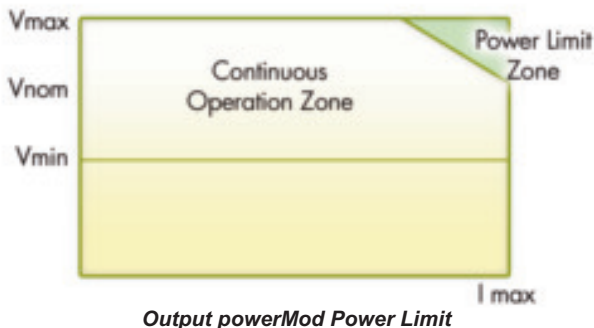 Vmax
Power Limit
Zone
Continuous
Operation Zone
Vnom
Vmin
I max
Output powerMod Power Limit